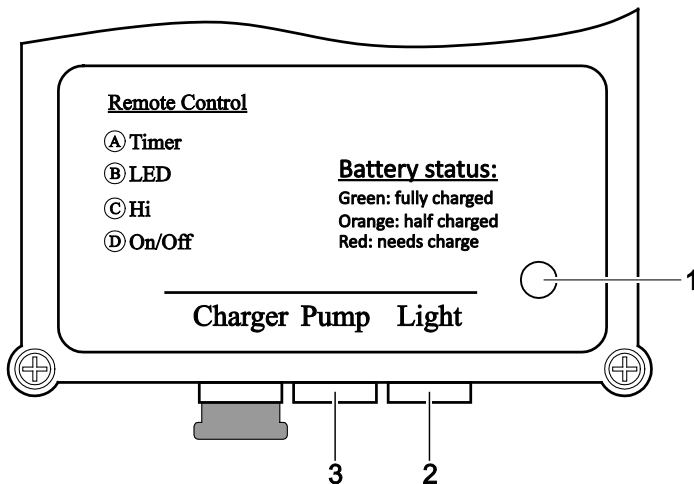 Remote Control
Ⓐ Timer
Ⓑ LED
Ⓒ Hi
Ⓓ On/Off
Battery status:
Green: fully charged
Orange: half charged
Red: needs charge
1
Charger Pump Light
3 2